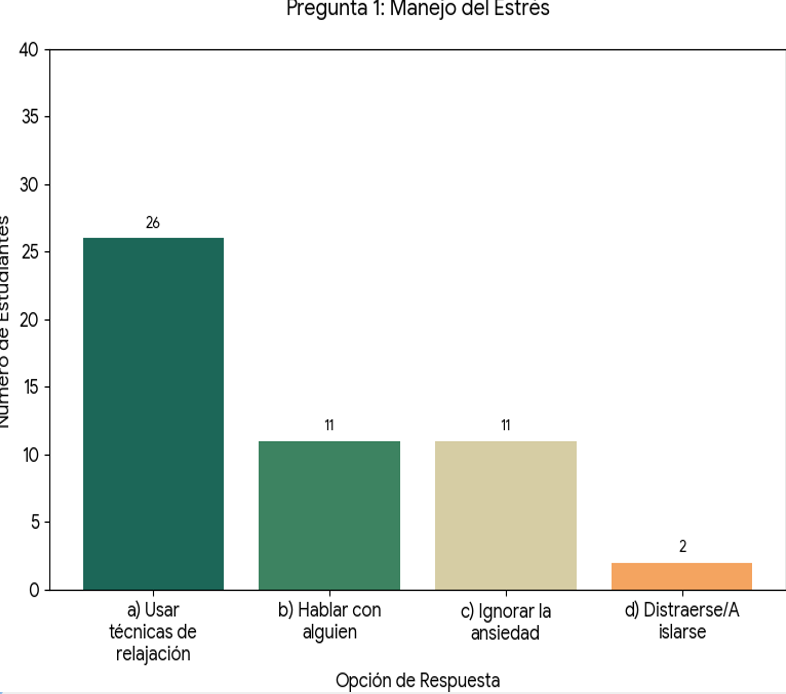 Pregunta 1: Manejo del Estrés
40
35
30
25
20
15
10
5
0
Número de Estudiantes
26
11
11
2
a) Usar
técnicas de
relajación
b) Hablar con
alguien
c) Ignorar la
ansiedad
d) Distraerse/A
islarse
Opción de Respuesta